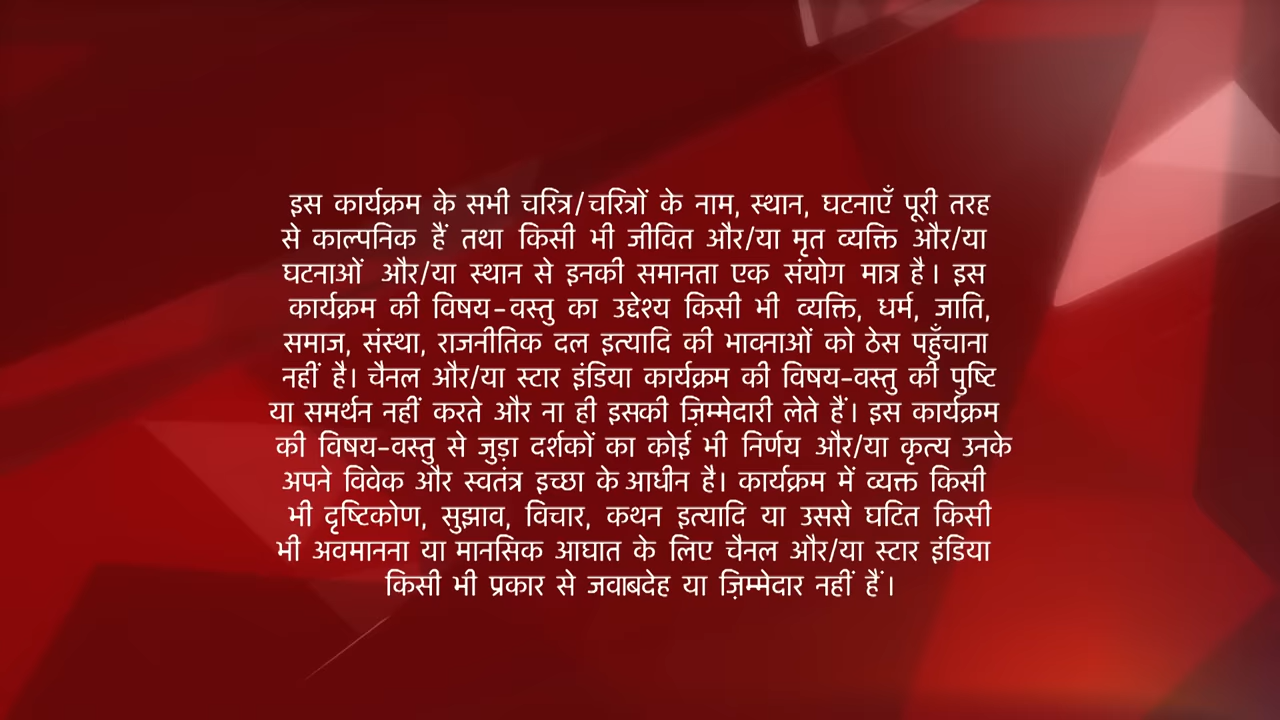 इस कार्यक्रम के सभी चरित्र/चरित्रों के नाम, स्थान, घटनाएँ पूरी तरह
से काल्पनिक हैं तथा किसी भी जीवित और/या मृत व्यक्ति और/या
घटनाओं और/या स्थान से इनकी समानता एक संयोग मात्र है। इस
कार्यक्रम की विषय-वस्तु का उद्देश्य किसी भी व्यक्ति, धर्म, जाति,
समाज, संस्था, राजनीतिक दल इत्यादि की भावनाओं को ठेस पहुँचाना
नहीं है। चैनल और/या स्टार इंडिया कार्यक्रम की विषय-वस्तु की पुष्टि
या समर्थन नहीं करते और ना ही इसकी ज़िम्मेदारी लेते हैं। इस कार्यक्रम
की विषय-वस्तु से जुड़ा दर्शकों का कोई भी निर्णय और/या कृत्य उनके
अपने विवेक और स्वतंत्र इच्छा के आधीन है। कार्यक्रम में व्यक्त किसी
भी दृष्टिकोण, सुझाव, विचार, कथन इत्यादि या उससे घटित किसी
भी अवमानना या मानसिक आघात के लिए चैनल और/या स्टार इंडिया
किसी भी प्रकार से जवाबदेह या ज़िम्मेदार नहीं हैं।